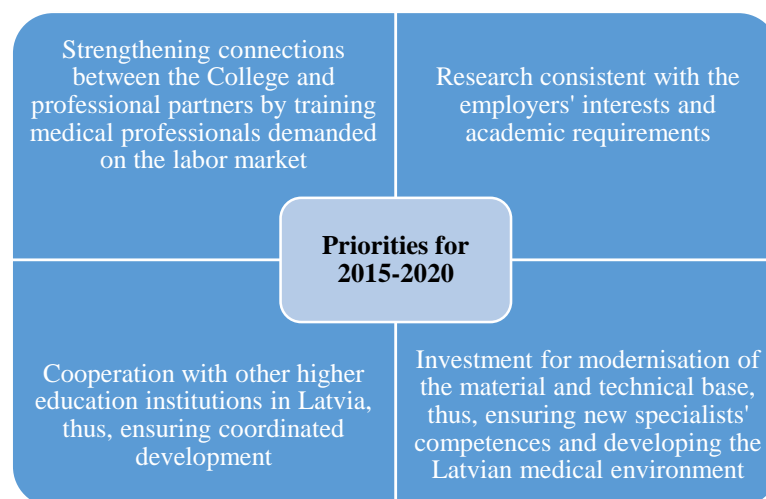 Strengthening connections
between the College and
professional partners by training
medical professionals demanded
on the labor market
Research consistent with the
employers' interests and
academic requirements
Priorities for
2015-2020
Cooperation with other higher
education institutions in Latvia,
thus, ensuring coordinated
development
Investment for modernisation of
the material and technical base,
thus, ensuring new specialists'
competences and developing the
Latvian medical environment